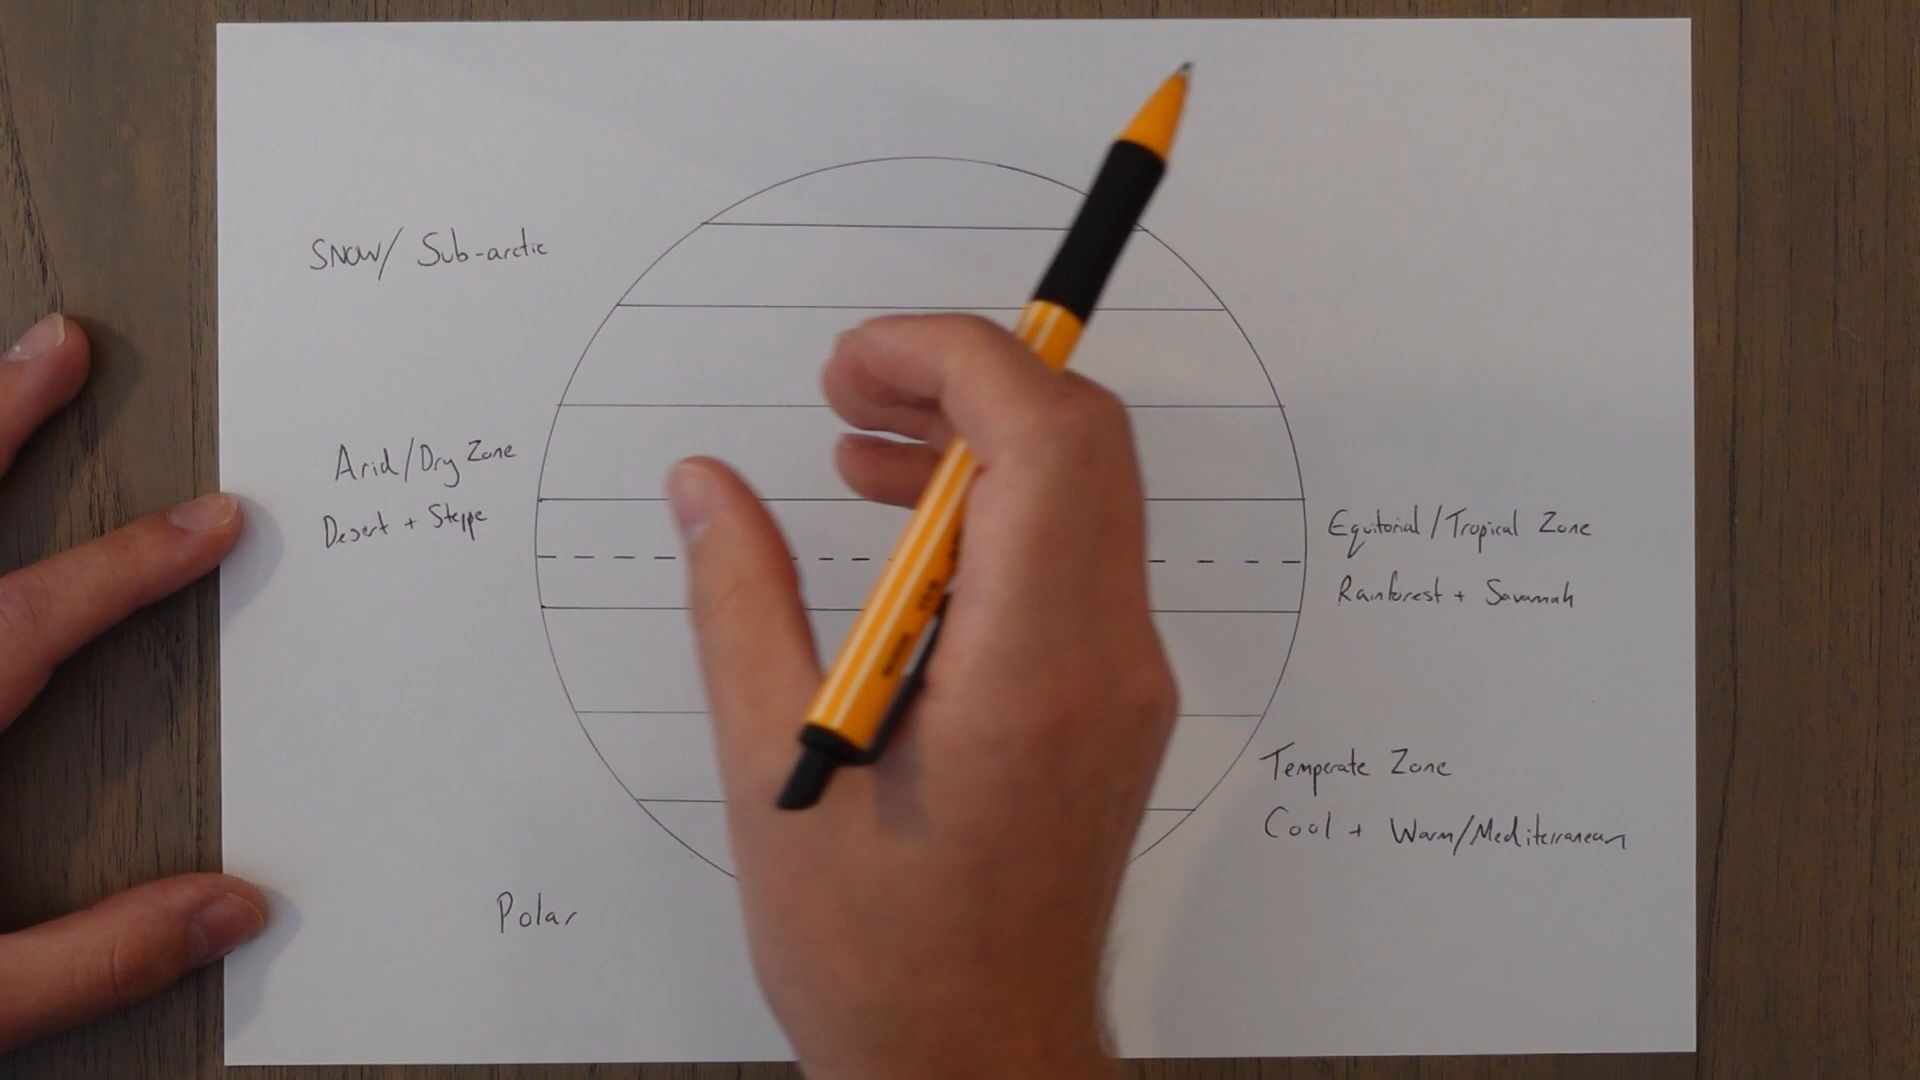 SNOW/ Sub-arctic
Arid/Dry Zone
Desert + Steppe
Equitorial/Tropical Zone
Rainforest + Savannah
Temperate Zone
Cool + Warm/Mediterranean
Polar